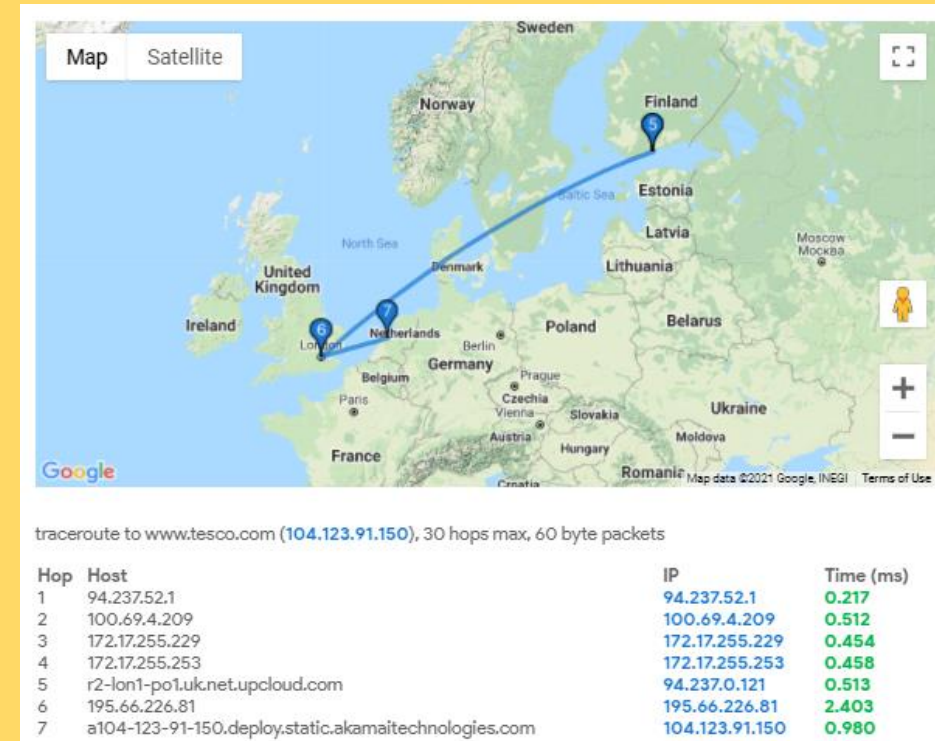 Map Satellite
Sweden
Norway
Finland
5
Baltic Sea
Estonia
Latvia
Moscow
Москва
North Sea
Denmark
Lithuania
United
Kingdom
Ireland
6
7
London
Netherlands
Berlin
Poland
Belarus
Germany
Belgium
Prague
Paris
Czechia
Vienna
Slovakia
Ukraine
Austria
Hungary
Moldova
France
Romania
Croatia
Google
Map data ©2021 Google, INEGI Terms of Use
traceroute to www.tesco.com (104.123.91.150), 30 hops max, 60 byte packets
Hop Host IP Time (ms)
1 94.237.52.1 94.237.52.1 0.217
2 100.69.4.209 100.69.4.209 0.512
3 172.17.255.229 172.17.255.229 0.454
4 172.17.255.253 172.17.255.253 0.458
5 r2-lon1-po1.uk.net.upcloud.com 94.237.0.121 0.513
6 195.66.226.81 195.66.226.81 2.403
7 a104-123-91-150.deploy.static.akamaitechnologies.com 104.123.91.150 0.980